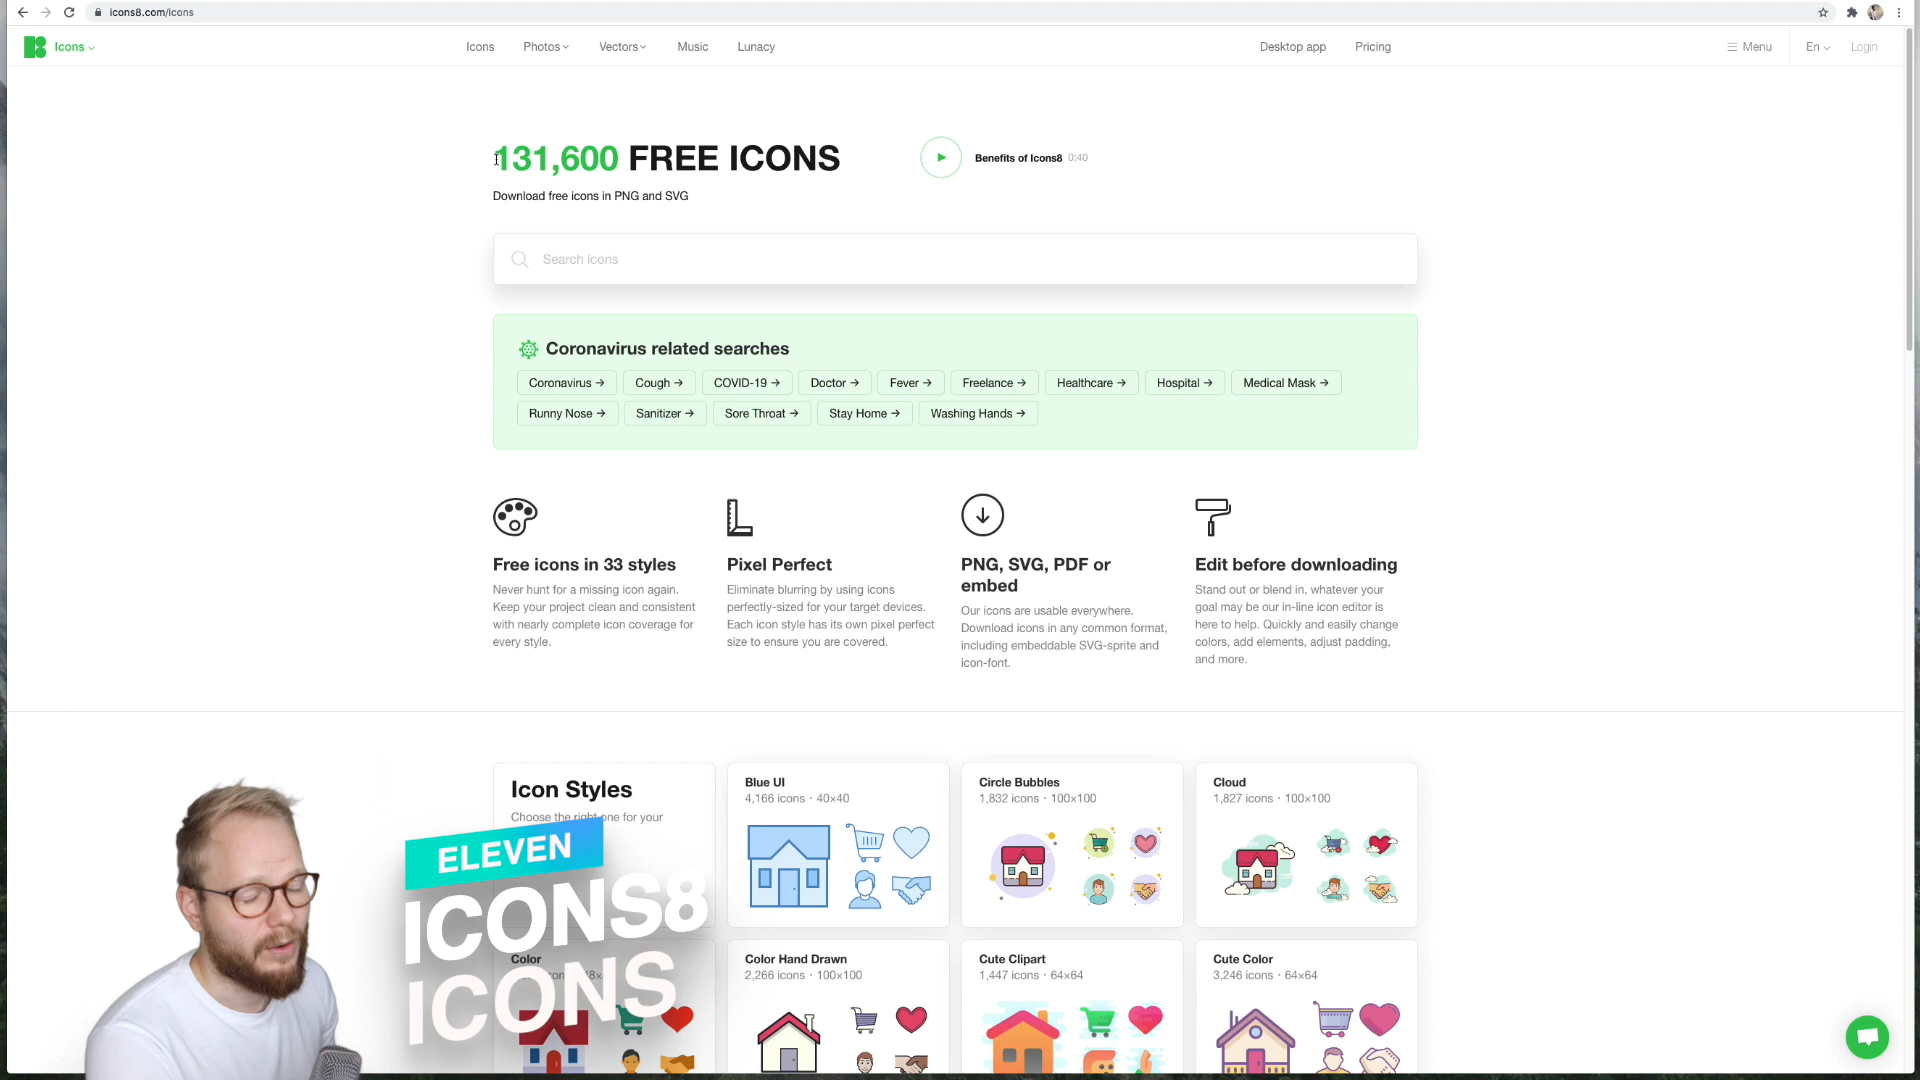 icons8.com/icons
Icons
Icons Photos Vectors Music Lunacy Desktop app Pricing Menu En Login
131,600 FREE ICONS
Benefits of Icons8 0:40
Download free icons in PNG and SVG
Search icons
Coronavirus related searches
Coronavirus → Cough → COVID-19 → Doctor → Fever → Freelance → Healthcare → Hospital → Medical Mask →
Runny Nose → Sanitizer → Sore Throat → Stay Home → Washing Hands →
Free icons in 33 styles
Never hunt for a missing icon again.
Keep your project clean and consistent
with nearly complete icon coverage for
every style.
Pixel Perfect
Eliminate blurring by using icons
perfectly-sized for your target devices.
Each icon style has its own pixel perfect
size to ensure you are covered.
PNG, SVG, PDF or
embed
Our icons are usable everywhere.
Download icons in any common format,
including embeddable SVG-sprite and
icon-font.
Edit before downloading
Stand out or blend in, whatever your
goal may be our in-line icon editor is
here to help. Quickly and easily change
colors, add elements, adjust padding,
and more.
Icon Styles
Choose the right one for your
Blue UI
4,166 icons · 40×40
Circle Bubbles
1,832 icons · 100×100
Cloud
1,827 icons · 100×100
ELEVEN
ICONS8
ICONS
Color
Color Hand Drawn
2,266 icons · 100×100
Cute Clipart
1,447 icons · 64×64
Cute Color
3,246 icons · 64×64